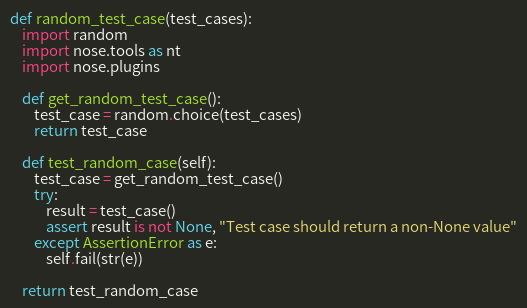 def random_test_case(test_cases):
    import random
    import nose.tools as nt
    import nose.plugins

    def get_random_test_case():
        test_case = random.choice(test_cases)
        return test_case

    def test_random_case(self):
        test_case = get_random_test_case()
        try:
            result = test_case()
            assert result is not None, "Test case should return a non-None value"
        except AssertionError as e:
            self.fail(str(e))

    return test_random_case